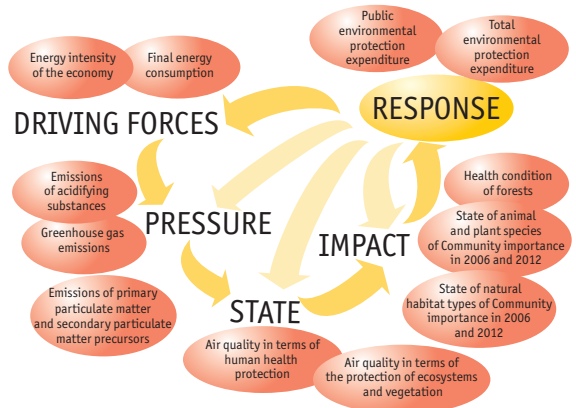 Public
environmental
protection
expenditure
Total
environmental
protection
expenditure
Energy intensity
of the economy
Final energy
consumption
RESPONSE
DRIVING FORCES
Emissions
of acidifying
substances
Greenhouse gas
emissions
PRESSURE
Health condition
of forests
State of animal
and plant species
of Community importance
in 2006 and 2012
IMPACT
Emissions of primary
particulate matter
and secondary particulate
matter precursors
State of natural
habitat types of Community
importance in 2006
and 2012
STATE
Air quality in terms of
human health
protection
Air quality in terms of
the protection of ecosystems
and vegetation